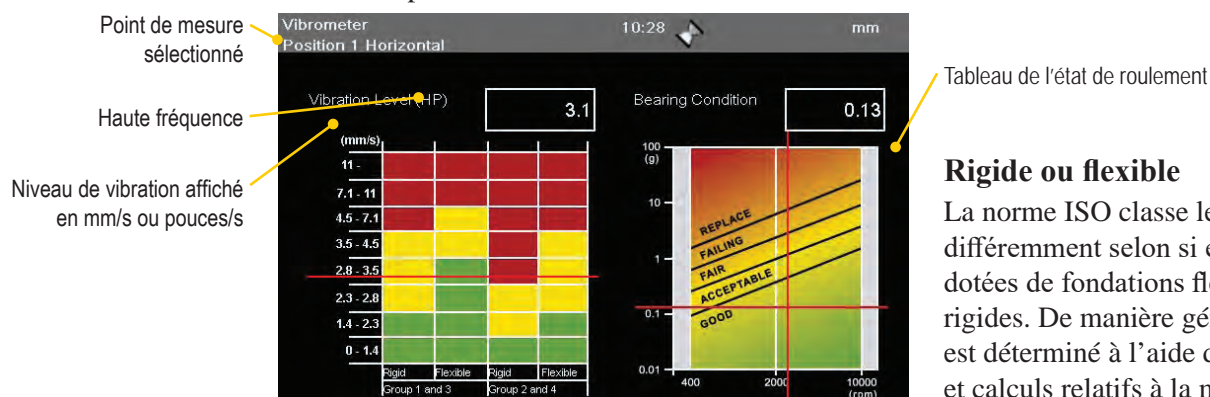 Point de mesure
sélectionné
Haute fréquence
Niveau de vibration affiché
en mm/s ou pouces/s
Vibrometer
Position 1 Horizontal
10:28
mm
Vibration Level (HP)
3.1
(mm/s)
11 -
7.1 - 11
4.5 - 7.1
3.5 - 4.5
2.8 - 3.5
2.3 - 2.8
1.4 - 2.3
0 - 1.4
Rigid Flexible Rigid Flexible
Group 1 and 3 Group 2 and 4
Bearing Condition
0.13
100
(g)
10
1
0.1
0.01
REPLACE
FAILING
FAIR
ACCEPTABLE
GOOD
400 2000 10000
(rpm)
Tableau de l'état de roulement
Rigide ou flexible
La norme ISO classe
différemment selon si
dotées de fondations
rigides. De manière
est déterminé à l’aide
et calculs relatifs à la